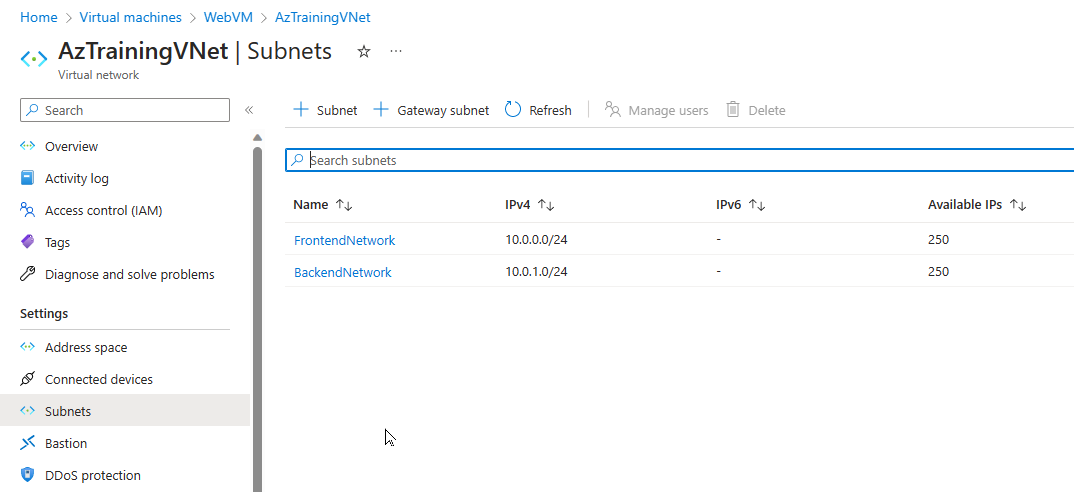 Home > Virtual machines > WebVM > AzTrainingVNet
AzTrainingVNet | Subnets
Virtual network
Search
Overview
Activity log
Access control (IAM)
Tags
Diagnose and solve problems
Settings
Address space
Connected devices
Subnets
Bastion
DDoS protection
Subnet Gateway subnet Refresh Manage users Delete
Search subnets
Name IPv4 IPv6 Available IPs
FrontendNetwork 10.0.0.0/24 - 250
BackendNetwork 10.0.1.0/24 - 250